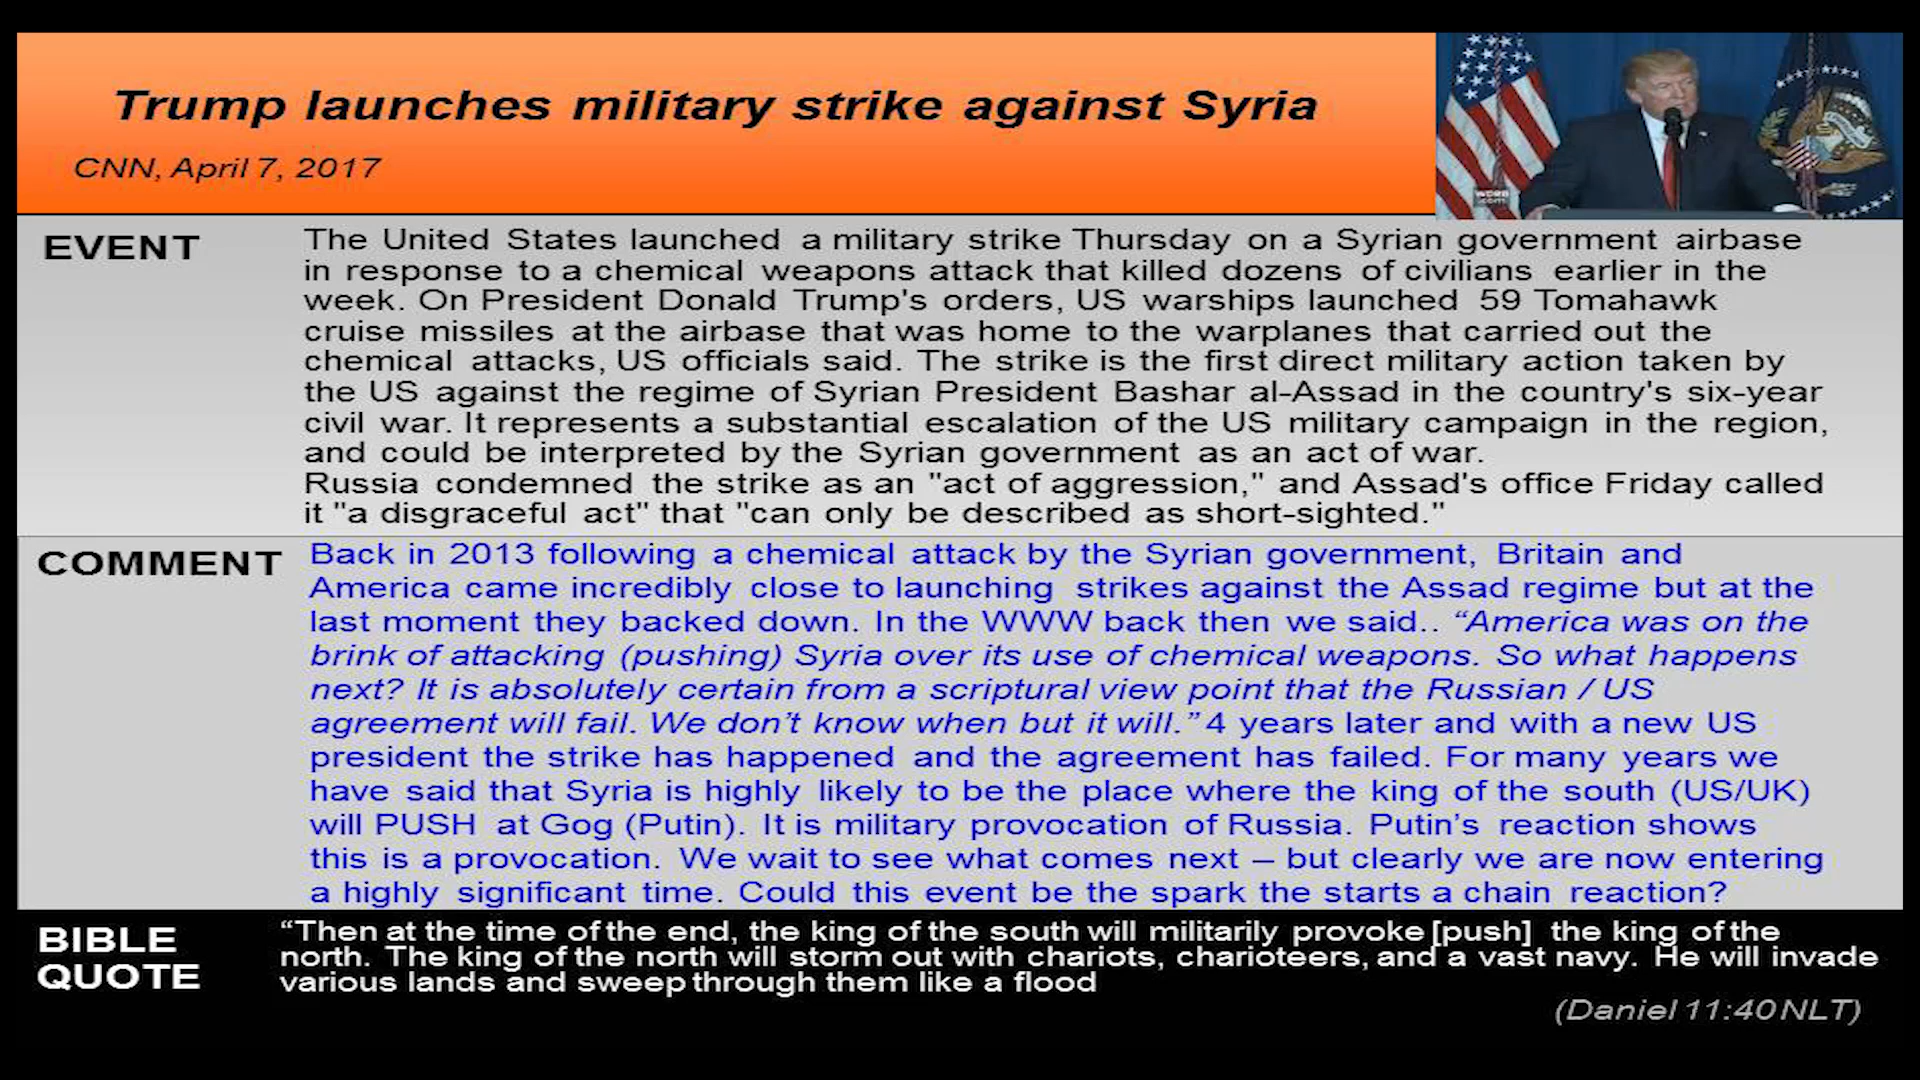 Trump launches military strike against Syria
CNN, April 7, 2017
EVENT
The United States launched a military strike Thursday on a Syrian government airbase
in response to a chemical weapons attack that killed dozens of civilians earlier in the
week. On President Donald Trump's orders, US warships launched 59 Tomahawk
cruise missiles at the airbase that was home to the warplanes that carried out the
chemical attacks, US officials said. The strike is the first direct military action taken by
the US against the regime of Syrian President Bashar al-Assad in the country's six-year
civil war. It represents a substantial escalation of the US military campaign in the region,
and could be interpreted by the Syrian government as an act of war.
Russia condemned the strike as an "act of aggression," and Assad's office Friday called
it "a disgraceful act" that "can only be described as short-sighted."
COMMENT
Back in 2013 following a chemical attack by the Syrian government, Britain and
America came incredibly close to launching strikes against the Assad regime but at the
last moment they backed down. In the WWW back then we said.. “America was on the
brink of attacking (pushing) Syria over its use of chemical weapons. So what happens
next? It is absolutely certain from a scriptural view point that the Russian / US
agreement will fail. We don’t know when but it will.” 4 years later and with a new US
president the strike has happened and the agreement has failed. For many years we
have said that Syria is highly likely to be the place where the king of the south (US/UK)
will PUSH at Gog (Putin). It is military provocation of Russia. Putin’s reaction shows
this is a provocation. We wait to see what comes next – but clearly we are now entering
a highly significant time. Could this event be the spark the starts a chain reaction?
BIBLE
QUOTE
“Then at the time of the end, the king of the south will militarily provoke [push] the king of the
north. The king of the north will storm out with chariots, charioteers, and a vast navy. He will invade
various lands and sweep through them like a flood
(Daniel 11:40 NLT)